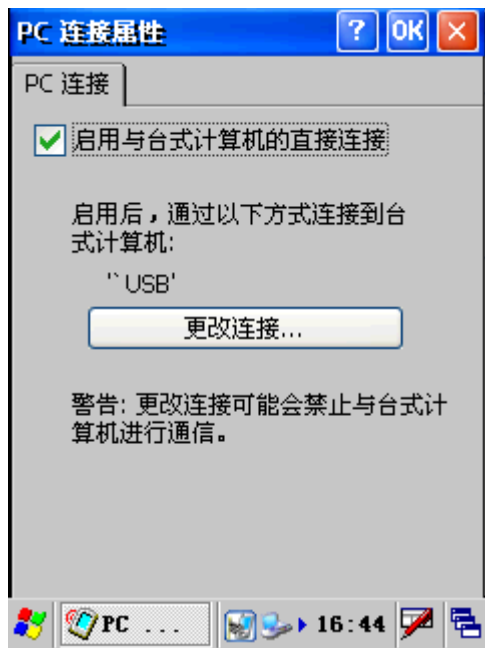 PC 连接属性
? OK ×
PC 连接
启用与台式计算机的直接连接
启用后，通过以下方式连接到台
式计算机:
'`USB'
更改连接...
警告: 更改连接可能会禁止与台式计
算机进行通信。
PC ...
16:44